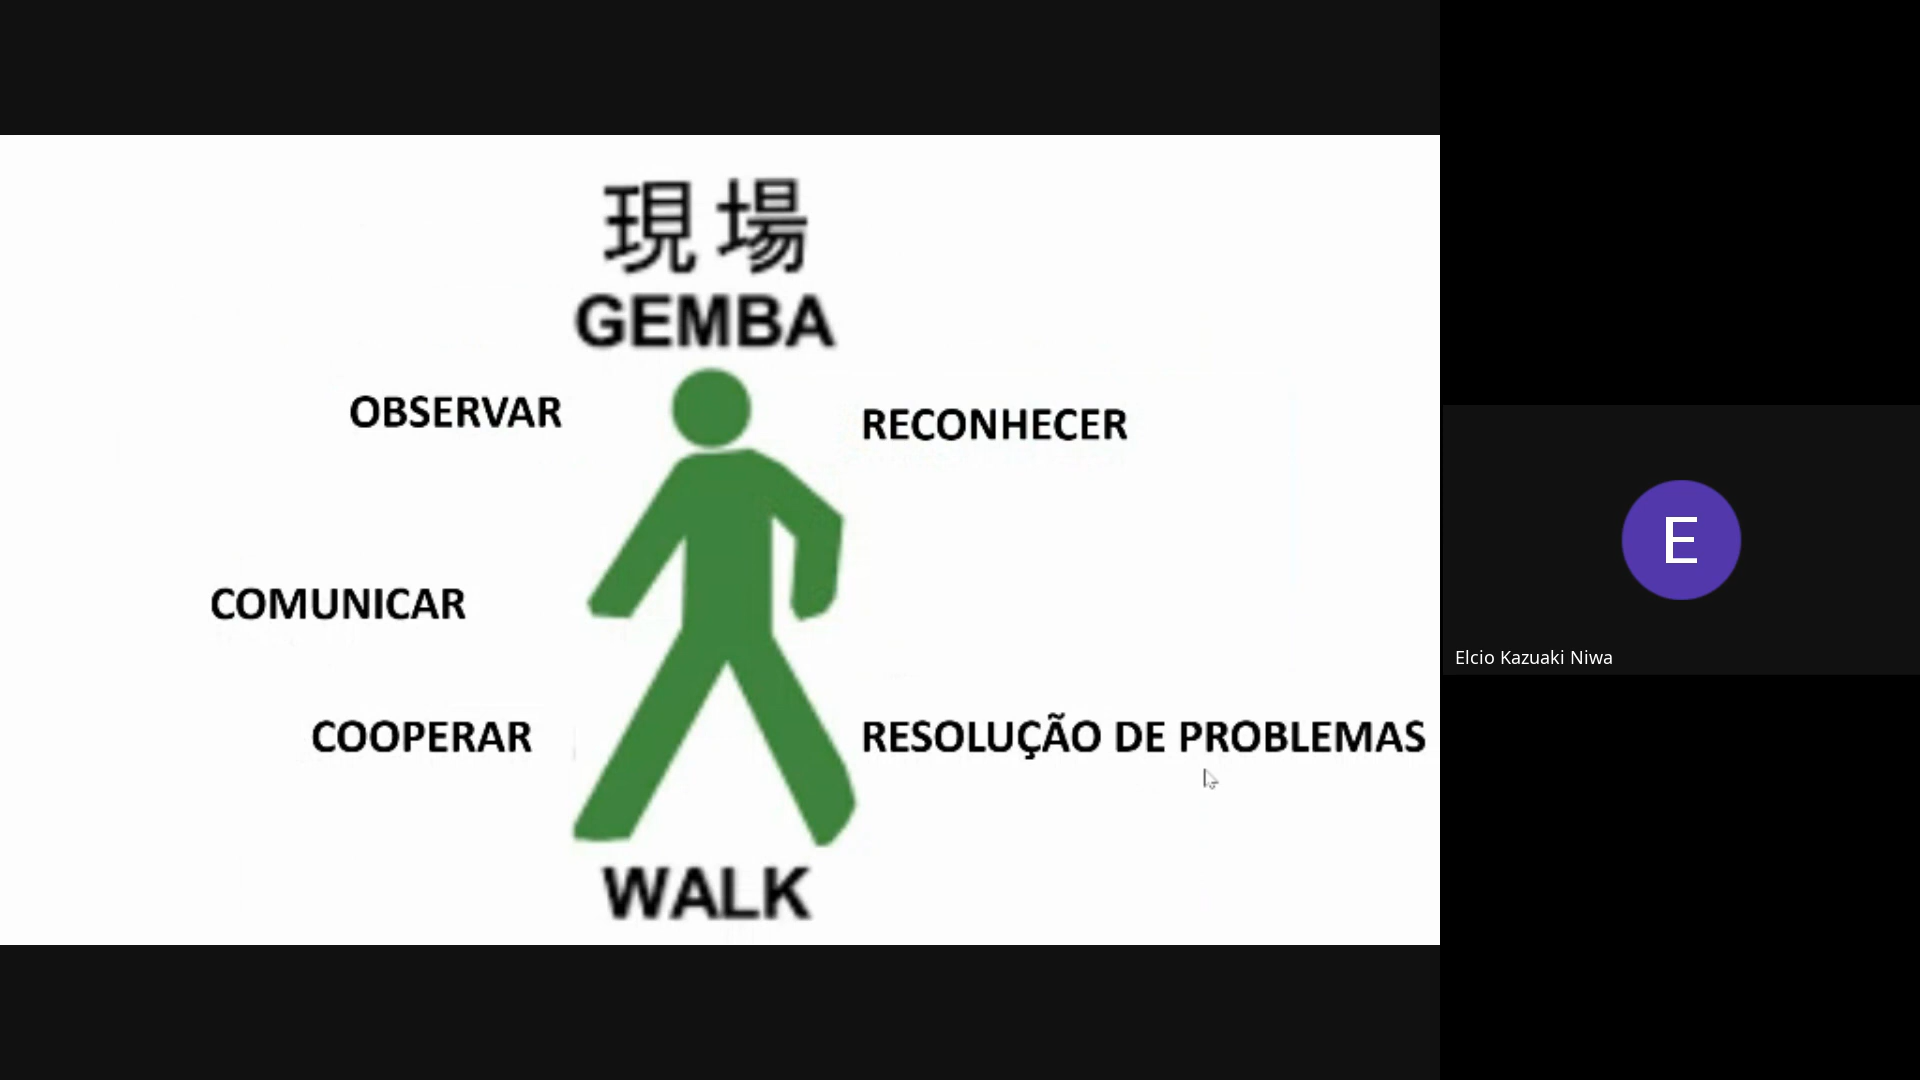 現場
GEMBA
OBSERVAR
RECONHECER
COMUNICAR
COOPERAR
RESOLUÇÃO DE PROBLEMAS
WALK
E
Elcio Kazuaki Niwa